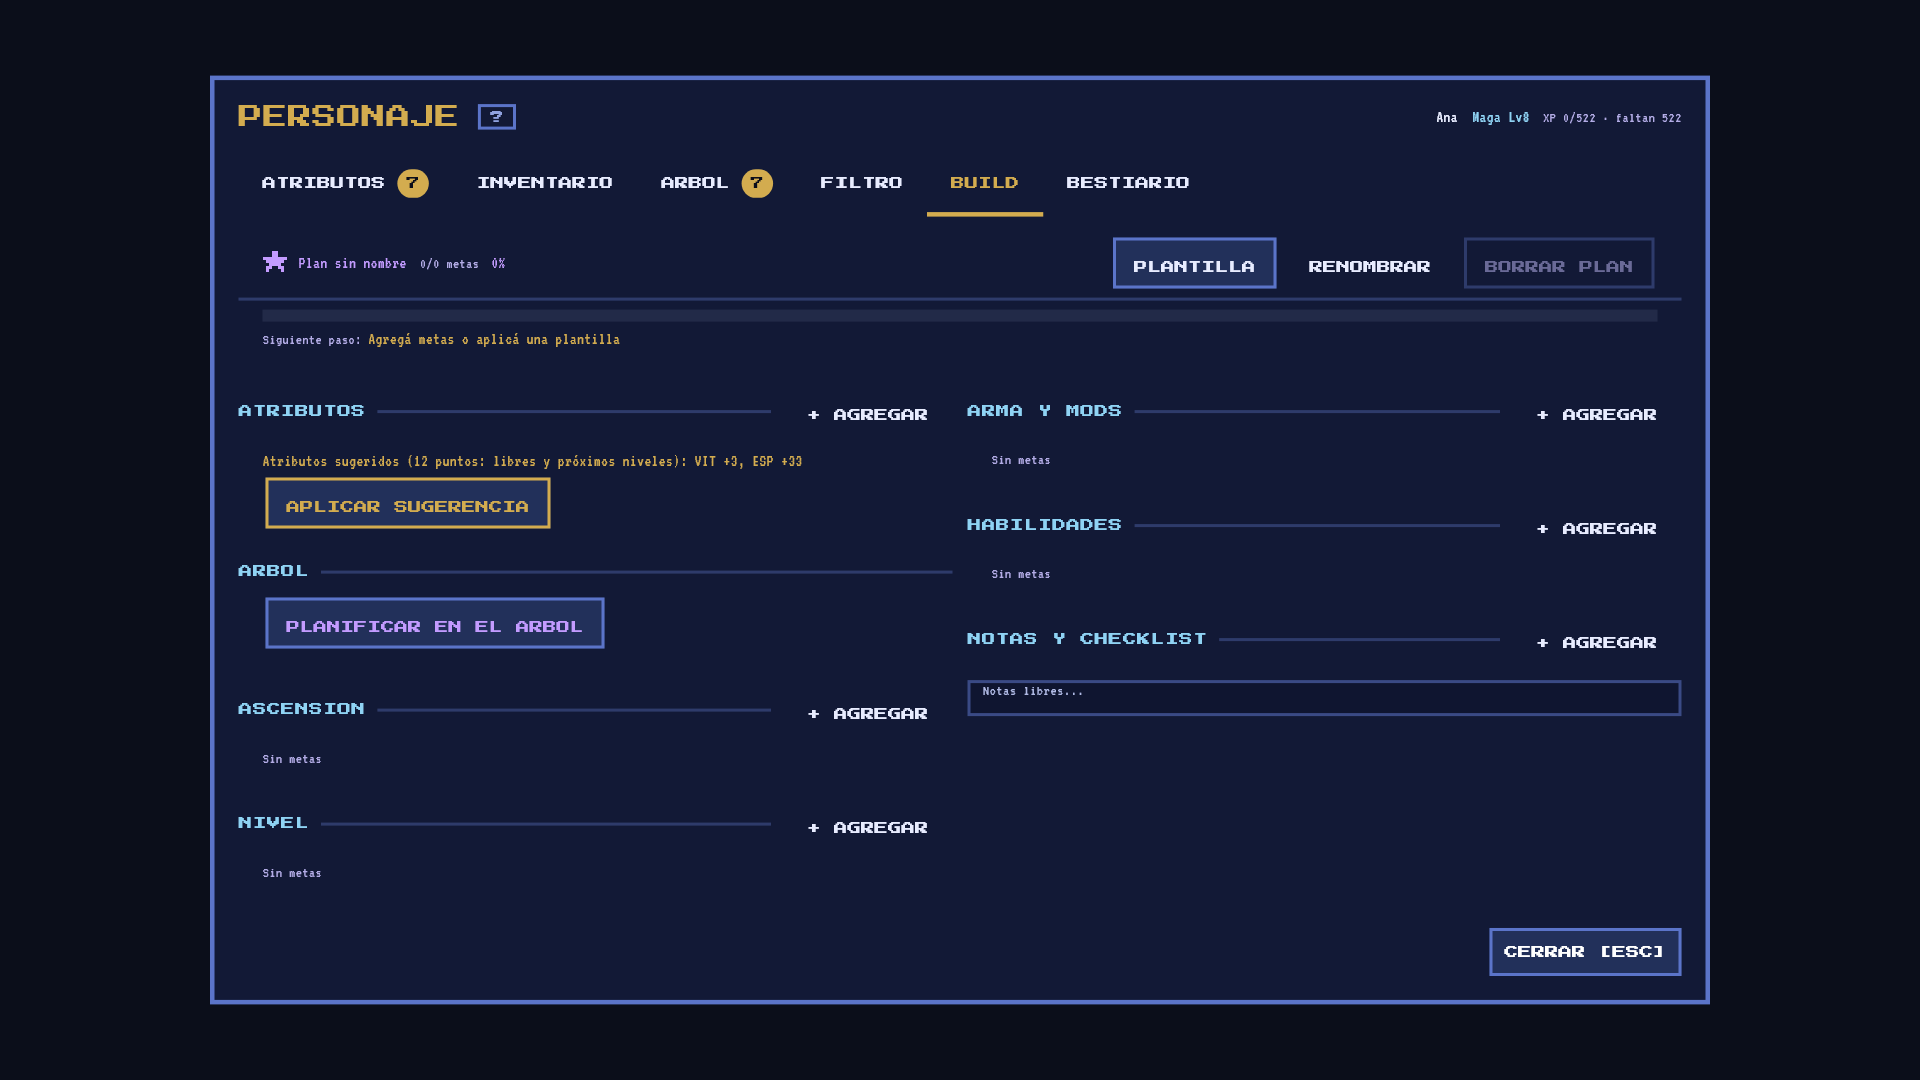 PERSONAJE ?
Ana Maga Lv8 XP 0/522 · faltan 522
ATRIBUTOS 7 INVENTARIO ARBOL 7 FILTRO BUILD BESTIARIO
Plan sin nombre 0/0 metas 0%
PLANTILLA RENOMBRAR BORRAR PLAN
Siguiente paso: Agregá metas o aplicá una plantilla
ATRIBUTOS + AGREGAR
Atributos sugeridos (12 puntos: libres y próximos niveles): VIT +3, ESP +33
APLICAR SUGERENCIA
ARBOL
PLANIFICAR EN EL ARBOL
ASCENSION + AGREGAR
Sin metas
NIVEL + AGREGAR
Sin metas
ARMA Y MODS + AGREGAR
Sin metas
HABILIDADES + AGREGAR
Sin metas
NOTAS Y CHECKLIST + AGREGAR
Notas libres...
CERRAR [ESC]